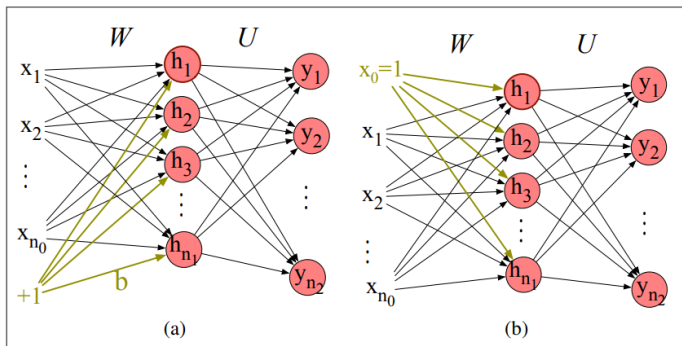 W U
x₁ h₁ y₁
x₂ h₂ y₂
⋮ h₃
xₙ₀ ⋮ ⋮
hₙ₁
+1 b yₙ₂
(a)
W U
x₀=1 h₁ y₁
x₁ h₂ y₂
x₂ h₃ ⋮
⋮ ⋮
xₙ₀ hₙ₁ yₙ₂
(b)